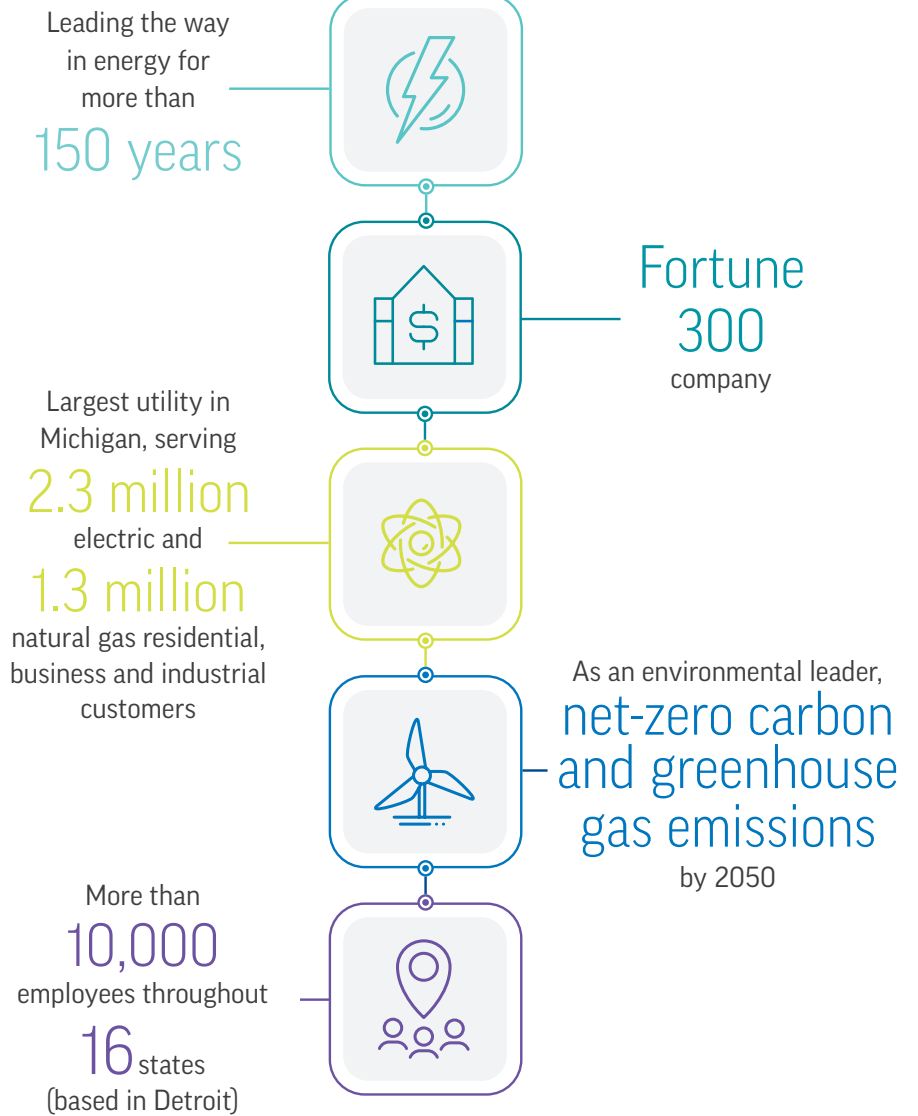 Leading the way
in energy for
more than
150 years
Fortune
300
company
Largest utility in
Michigan, serving
2.3 million
electric and
1.3 million
natural gas residential,
business and industrial
customers
As an environmental leader,
net-zero carbon
and greenhouse
gas emissions
by 2050
More than
10,000
employees throughout
16 states
(based in Detroit)